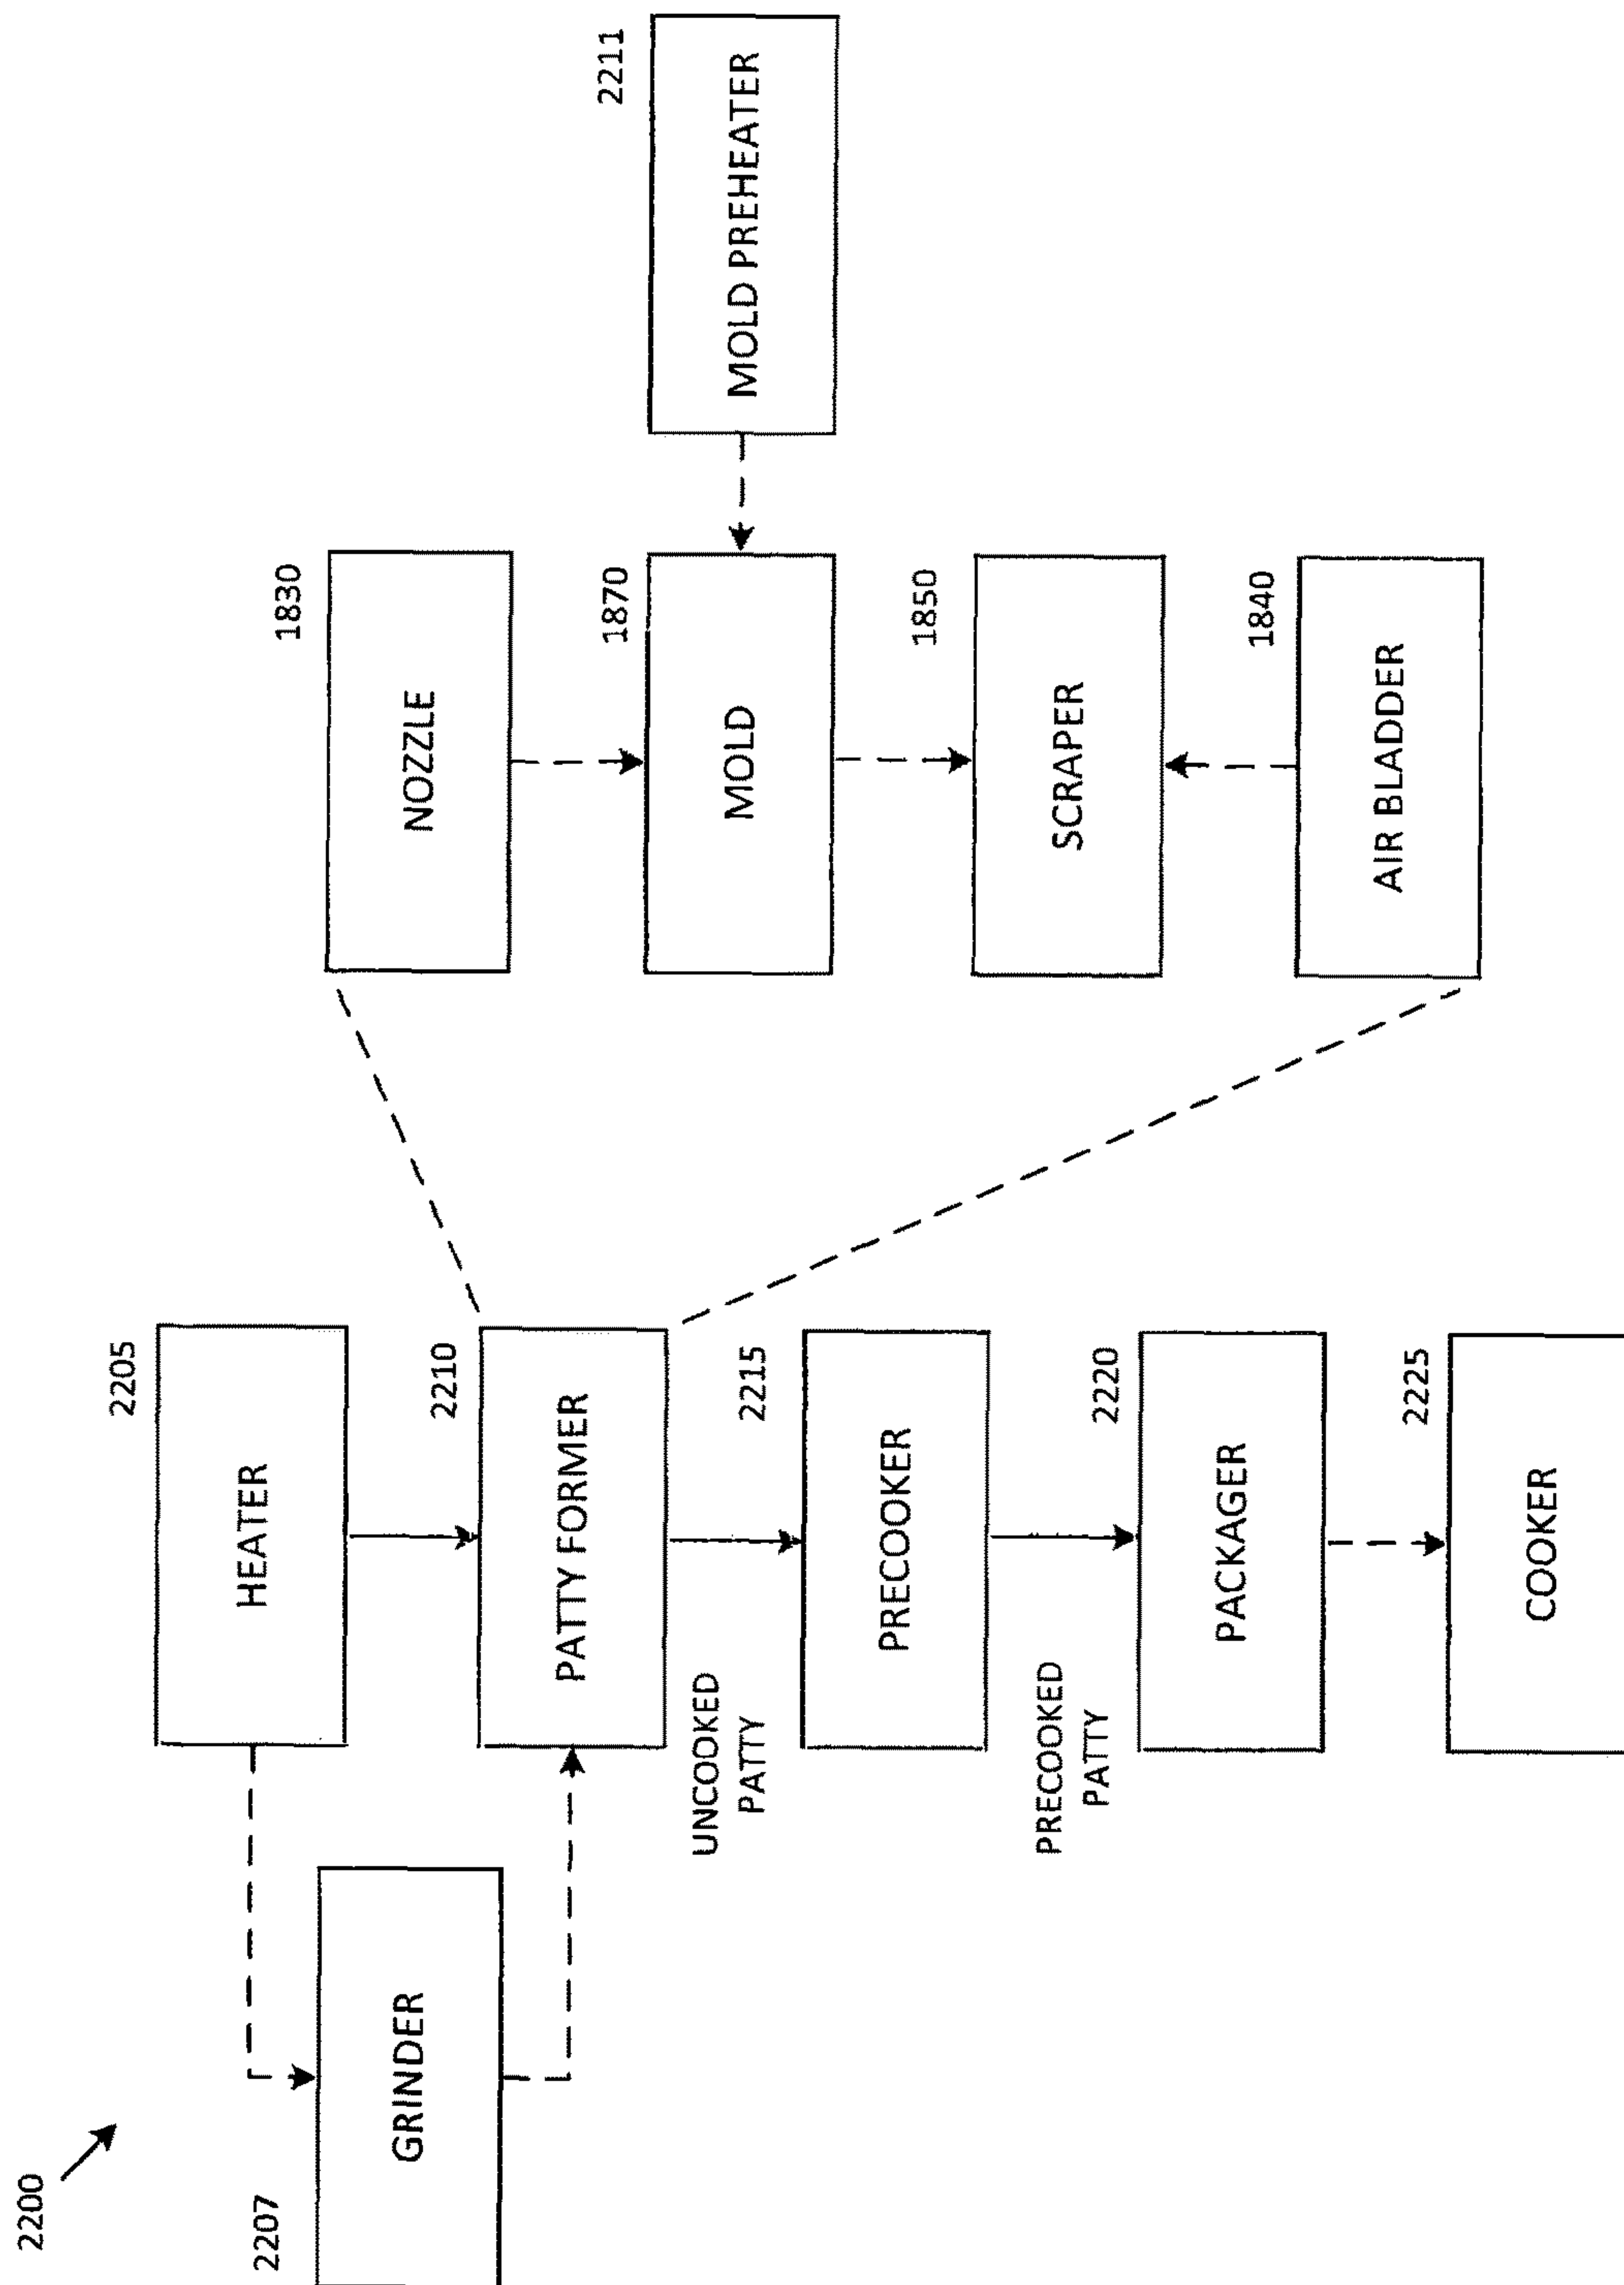 2200
2205
HEATER
2207
GRINDER
2210
PATTY FORMER
UNCOOKED
PATTY
2215
PRECOOKER
PRECOOKED
PATTY
2220
PACKAGER
2225
COOKER
1830
NOZZLE
1870
MOLD
2211
MOLD PREHEATER
1850
SCRAPER
1840
AIR BLADDER